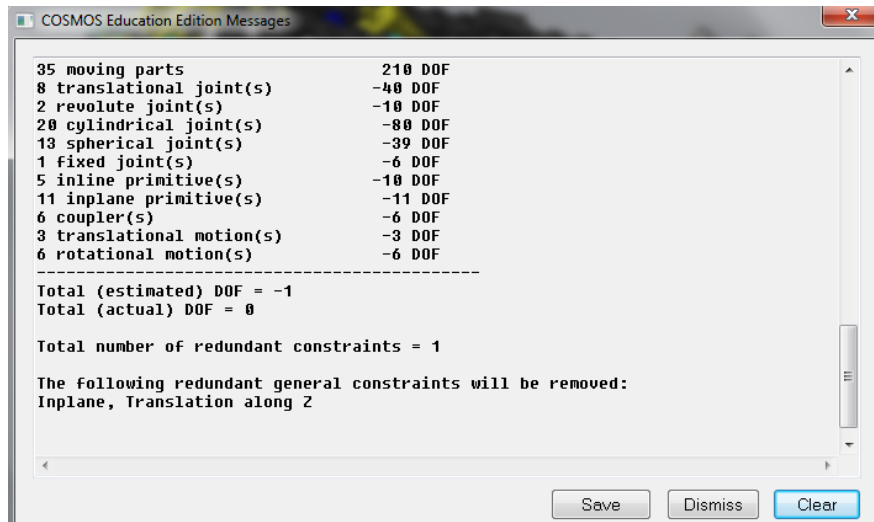 COSMOS Education Edition Messages
35 moving parts 210 DOF
8 translational joint(s) -40 DOF
2 revolute joint(s) -10 DOF
20 cylindrical joint(s) -80 DOF
13 spherical joint(s) -39 DOF
1 fixed joint(s) -6 DOF
5 inline primitive(s) -10 DOF
11 inplane primitive(s) -11 DOF
6 coupler(s) -6 DOF
3 translational motion(s) -3 DOF
6 rotational motion(s) -6 DOF
---------------------------------------------
Total (estimated) DOF = -1
Total (actual) DOF = 0
Total number of redundant constraints = 1
The following redundant general constraints will be removed:
Inplane, Translation along Z
Save Dismiss Clear